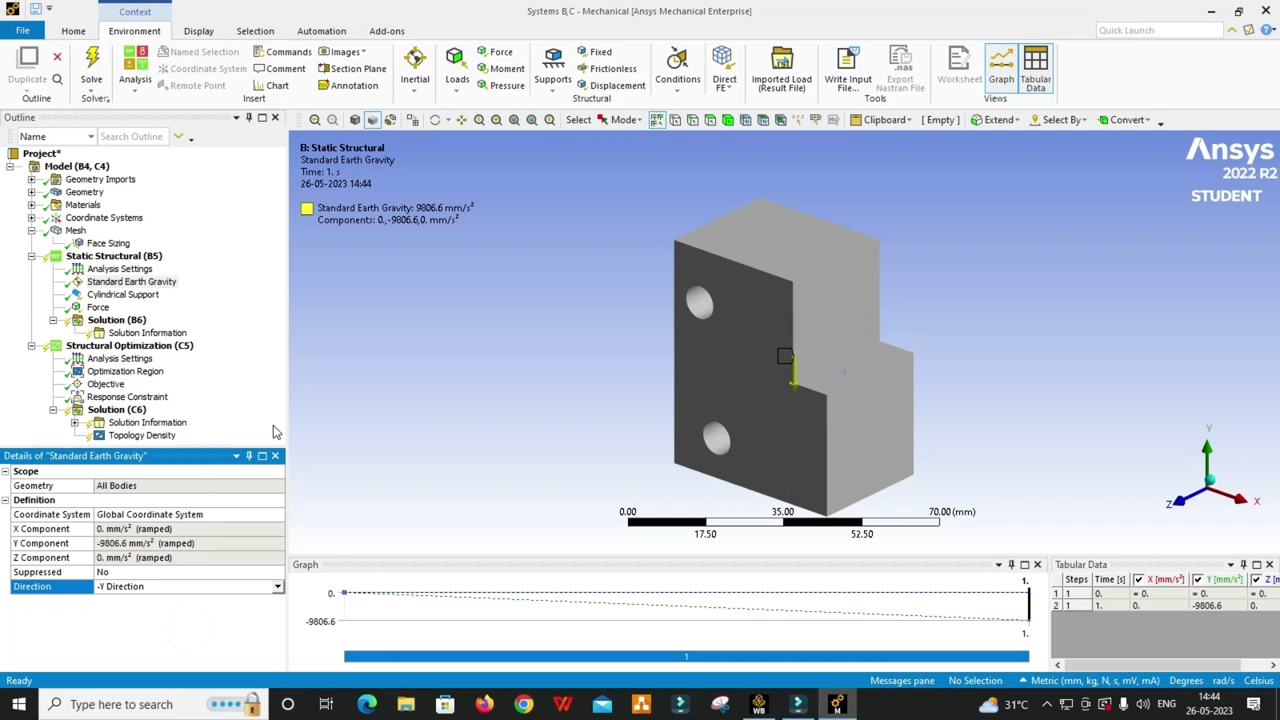 Context
Systems B,C - Mechanical [Ansys Mechanical Enterprise]
File Home Environment Display Selection Automation Add-ons Quick Launch
Duplicate
Outline
Solve
Solver
Analysis
Named Selection
Coordinate System
Remote Point
Commands
Comment
Chart
Images
Section Plane
Annotation
Insert
Inertial
Loads
Force
Moment
Pressure
Supports
Fixed
Frictionless
Displacement
Structural
Conditions
Direct
FE
Imported Load
(Result File)
Write Input
File...
Export
Nastran File
Tools
Worksheet
Graph
Tabular
Data
Views
Outline
Name Search Outline
Select Mode Clipboard [ Empty ] Extend Select By Convert
Project*
Model (B4, C4)
Geometry Imports
Geometry
Materials
Coordinate Systems
Mesh
Face Sizing
Static Structural (B5)
Analysis Settings
Standard Earth Gravity
Cylindrical Support
Force
Solution (B6)
Solution Information
Structural Optimization (C5)
Analysis Settings
Optimization Region
Objective
Response Constraint
Solution (C6)
Solution Information
Topology Density
B: Static Structural
Standard Earth Gravity
Time: 1. s
26-05-2023 14:44
Standard Earth Gravity: 9806.6 mm/s²
Components: 0.,-9806.6,0. mm/s²
Ansys
2022 R2
STUDENT
Y
X
Z
0.00 35.00 70.00 (mm)
17.50 52.50
Details of "Standard Earth Gravity"
Scope
Geometry All Bodies
Definition
Coordinate System Global Coordinate System
X Component 0. mm/s² (ramped)
Y Component -9806.6 mm/s² (ramped)
Z Component 0. mm/s² (ramped)
Suppressed No
Direction -Y Direction
Graph
1.
0.
-9806.6
1.
1
Tabular Data
Steps Time [s] X [mm/s²] Y [mm/s²] Z [m
1 1 0. = 0. = 0. = 0.
2 1 1. 0. -9806.6 0.
Ready
Messages pane No Selection Metric (mm, kg, N, s, mV, mA) Degrees rad/s Celsius
Type here to search
WB
M
31°C
ENG
14:44
26-05-2023